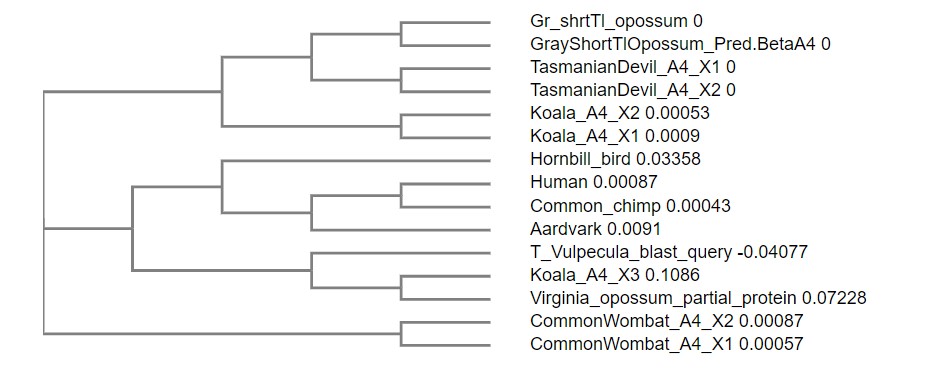 Gr_shrtTl_opossum 0
GrayShortTlOpossum_Pred.BetaA4 0
TasmanianDevil_A4_X1 0
TasmanianDevil_A4_X2 0
Koala_A4_X2 0.00053
Koala_A4_X1 0.0009
Hornbill_bird 0.03358
Human 0.00087
Common_chimp 0.00043
Aardvark 0.0091
T_Vulpecula_blast_query -0.04077
Koala_A4_X3 0.1086
Virginia_opossum_partial_protein 0.07228
CommonWombat_A4_X2 0.00087
CommonWombat_A4_X1 0.00057